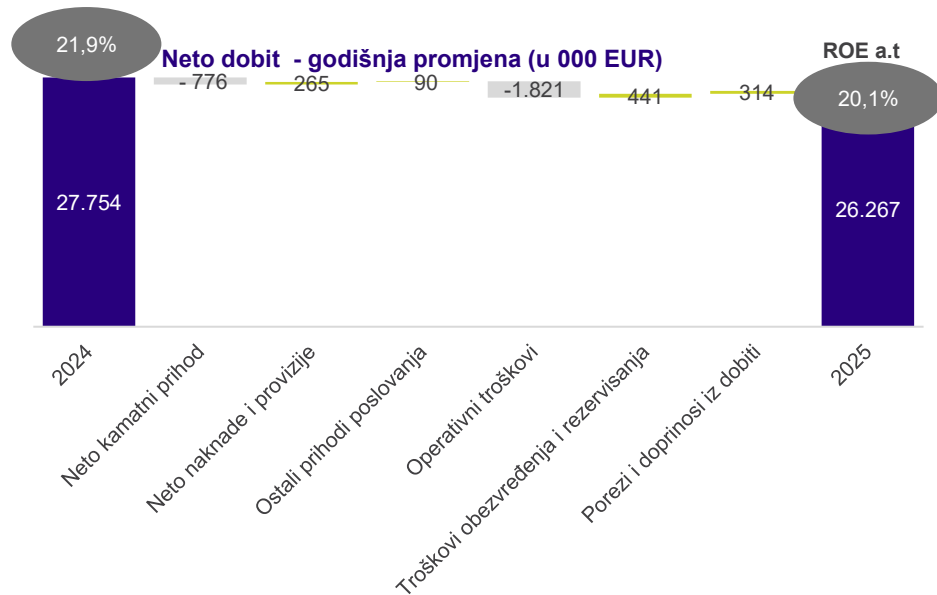 21,9%
Neto dobit - godišnja promjena (u 000 EUR)
ROE a.t
- 776
265
90
-1.821
441
314
20,1%
27.754
26.267
2024
Neto kamatni prihod
Neto naknade i provizije
Ostali prihodi poslovanja
Operativni troškovi
Troškovi obezvređenja i rezervisanja
Porezi i doprinosi iz dobiti
2025